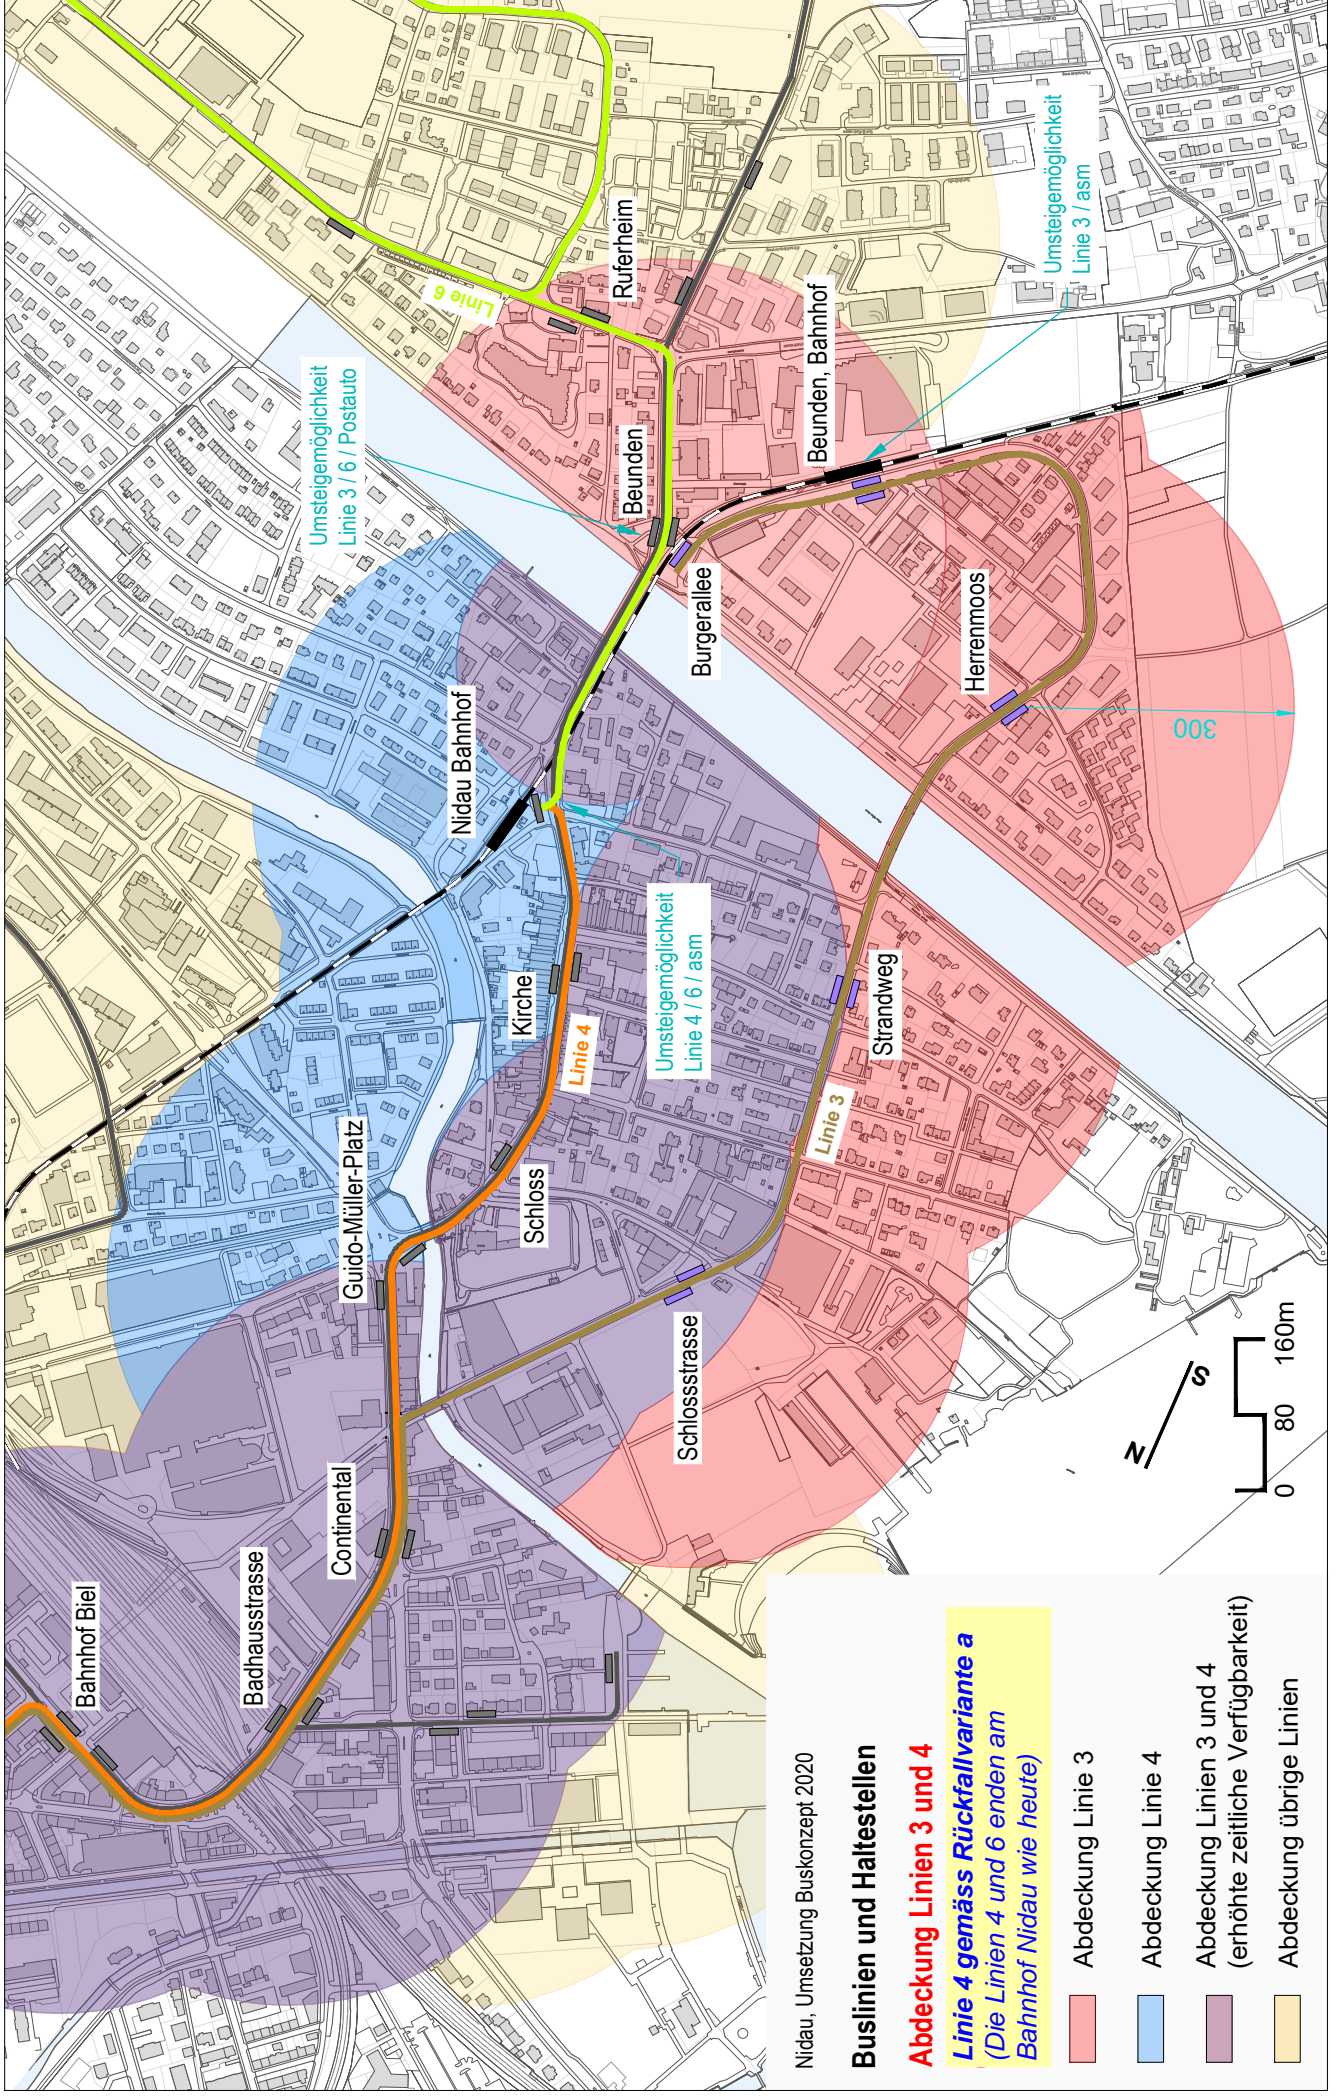 Bahnhof Biel
Badhausstrasse
Continental
Guido-Müller-Platz
Schloss
Schlossstrasse
Kirche
Linie 4
Nidau Bahnhof
Umsteigemöglichkeit
Linie 3 / 6 / Postauto
Umsteigemöglichkeit
Linie 4 / 6 / asm
Linie 3
Strandweg
Beunden
Burgerallee
Linie 6
Ruferheim
Beunden, Bahnhof
Herrenmoos
Umsteigemöglichkeit
Linie 3 / asm
300
N
S
0 80 160m
Nidau, Umsetzung Buskonzept 2020
Buslinien und Haltestellen
Abdeckung Linien 3 und 4
Linie 4 gemäss Rückfallvariante a
(Die Linien 4 und 6 enden am
Bahnhof Nidau wie heute)
Abdeckung Linie 3
Abdeckung Linie 4
Abdeckung Linien 3 und 4
(erhöhte zeitliche Verfügbarkeit)
Abdeckung übrige Linien